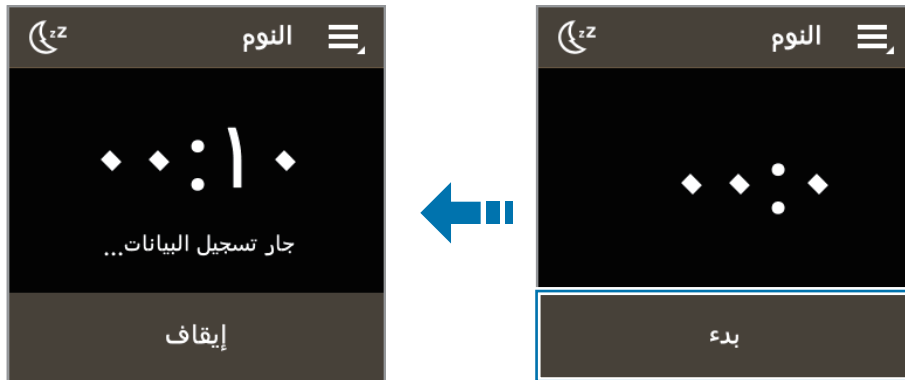 النوم
٠٠:٠
بدء
النوم
٠٠:١٠
جار تسجيل البيانات...
إيقاف